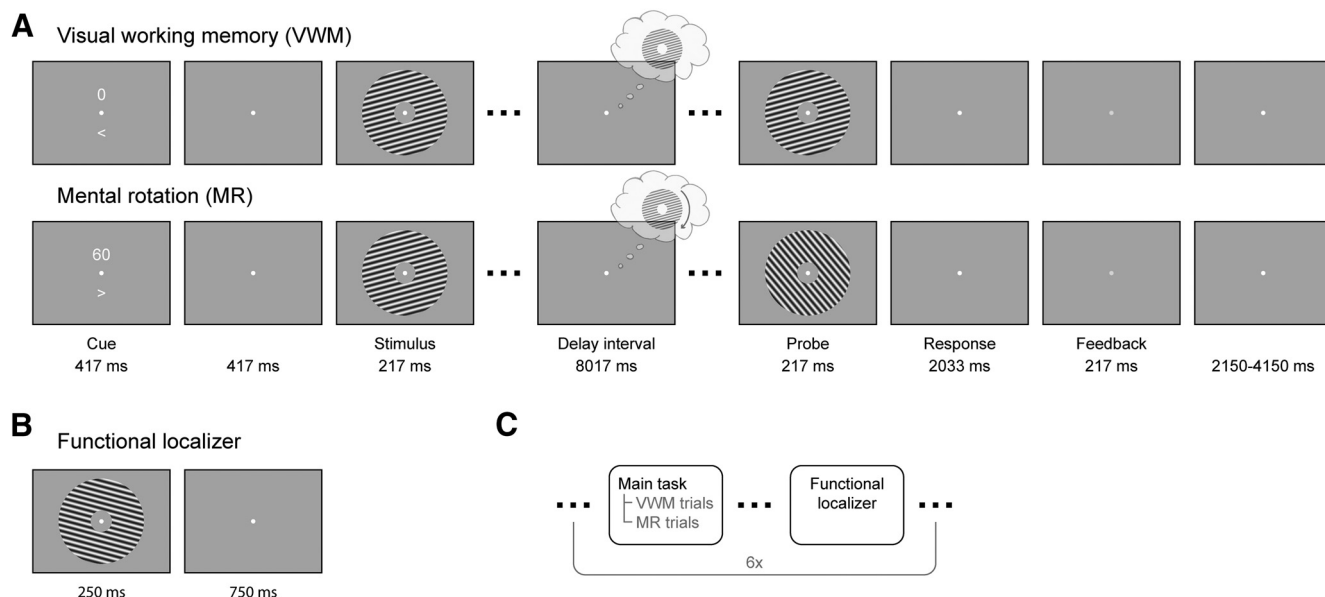 A
Visual working memory (VWM)
0
<
Mental rotation (MR)
60
>
Cue
417 ms
417 ms
Stimulus
217 ms
Delay interval
8017 ms
Probe
217 ms
Response
2033 ms
Feedback
217 ms
2150-4150 ms
B
Functional localizer
250 ms
750 ms
C
Main task
VWM trials
MR trials
Functional
localizer
6x